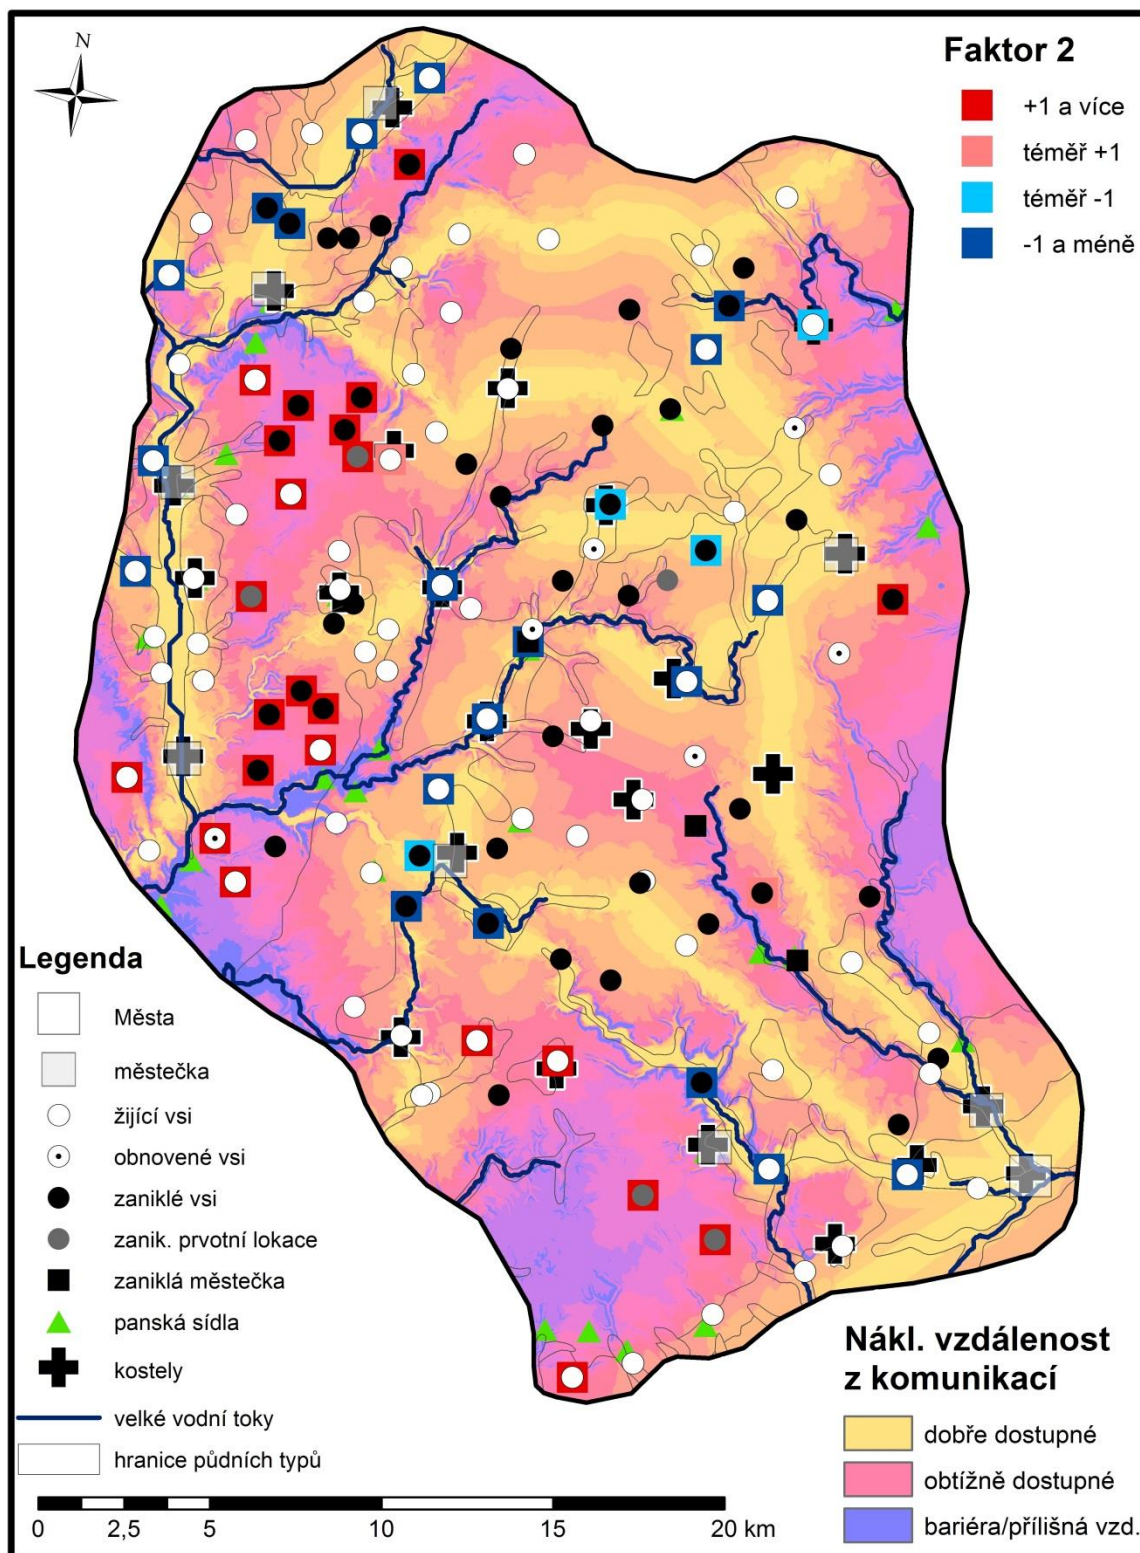 N
Faktor 2
+1 a více
téměř +1
téměř -1
-1 a méně
Legenda
Města
městečka
žijící vsi
obnovené vsi
zaniklé vsi
zanik. prvotní lokace
zaniklá městečka
panská sídla
kostely
velké vodní toky
hranice půdních typů
0 2,5 5 10 15 20 km
Nákl. vzdálenost
z komunikací
dobře dostupné
obtížně dostupné
bariéra/přílišná vzd.